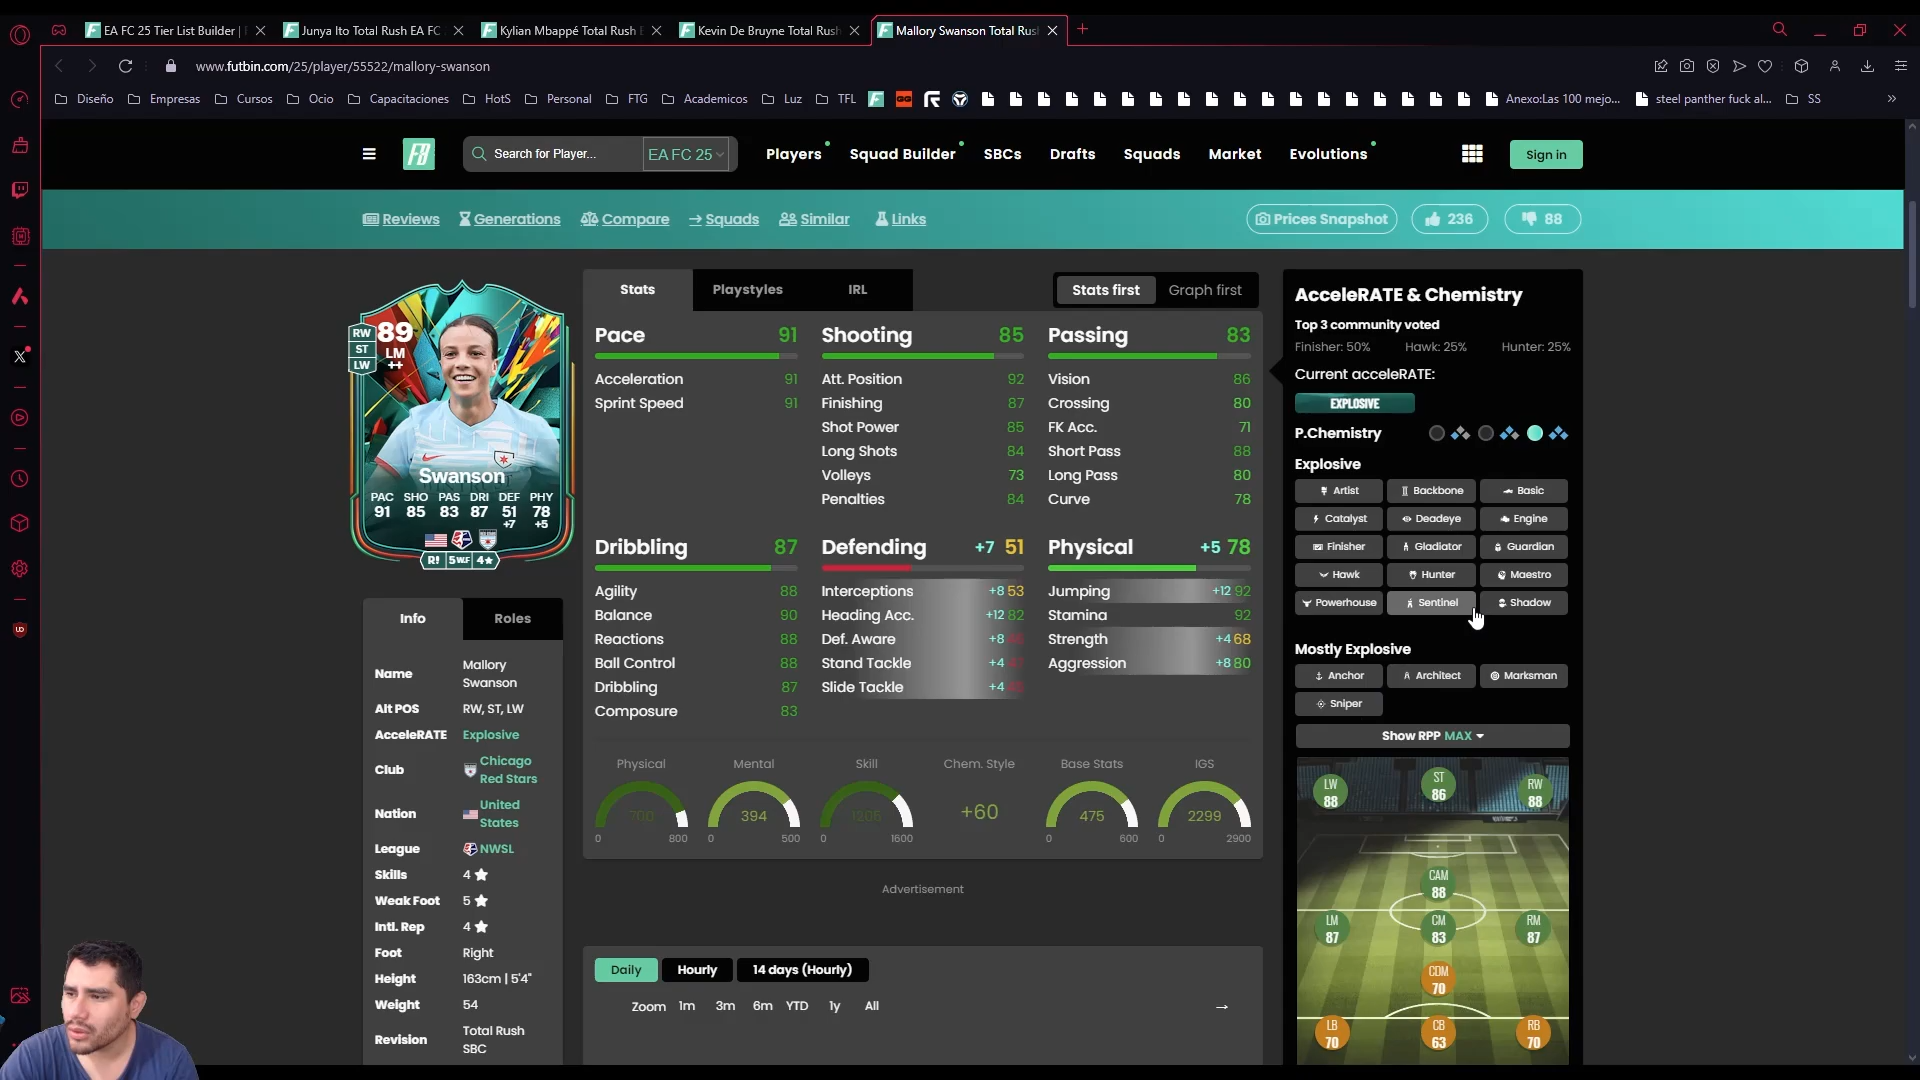 EA FC 25 Tier List Builder |
Junya Ito Total Rush EA FC
Kylian Mbappé Total Rush E
Kevin De Bruyne Total Rush
Mallory Swanson Total Rus
www.futbin.com/25/player/55522/mallory-swanson
Diseño Empresas Cursos Ocio Capacitaciones HotS Personal FTG Academicos Luz TFL Anexo:Las 100 mejo... steel panther fuck al... SS
Search for Player... EA FC 25 Players Squad Builder SBCs Drafts Squads Market Evolutions Sign in
Reviews Generations Compare Squads Similar Links Prices Snapshot 236 88
RW
ST
LW
89
LM
++
Swanson
PAC SHO PAS DRI DEF PHY
91 85 83 87 51 78
+7 +5
R! 5W.F 4★
Stats Playstyles IRL Stats first Graph first
Pace 91
Acceleration 91
Sprint Speed 91
Shooting 85
Att. Position 92
Finishing 87
Shot Power 85
Long Shots 84
Volleys 73
Penalties 84
Passing 83
Vision 86
Crossing 80
FK Acc. 71
Short Pass 88
Long Pass 80
Curve 78
Dribbling 87
Agility 88
Balance 90
Reactions 88
Ball Control 88
Dribbling 87
Composure 83
Defending +7 51
Interceptions +8 53
Heading Acc. +12 82
Def. Aware +8
Stand Tackle +4
Slide Tackle +4
Physical +5 78
Jumping +12 92
Stamina 92
Strength +4 68
Aggression +8 80
Physical Mental Skill Chem. Style Base Stats IGS
700 394 1206 +60 475 2299
0 800 0 500 0 1600 0 600 0 2900
Advertisement
Daily Hourly 14 days (Hourly)
Zoom 1m 3m 6m YTD 1y All →
Info Roles
Name Mallory
Swanson
Alt POS RW, ST, LW
AcceleRATE Explosive
Club Chicago
Red Stars
Nation United
States
League NWSL
Skills 4
Weak Foot 5
Intl. Rep 4
Foot Right
Height 163cm | 5'4"
Weight 54
Revision Total Rush
SBC
AcceleRATE & Chemistry
Top 3 community voted
Finisher: 50% Hawk: 25% Hunter: 25%
Current acceleRATE:
EXPLOSIVE
P.Chemistry
Explosive
Artist Backbone Basic
Catalyst Deadeye Engine
Finisher Gladiator Guardian
Hawk Hunter Maestro
Powerhouse Sentinel Shadow
Mostly Explosive
Anchor Architect Marksman
Sniper
Show RPP MAX
LW 88
ST 86
RW 88
CAM 88
LM 87
CM 83
RM 87
CDM 70
LB 70
CB 63
RB 70